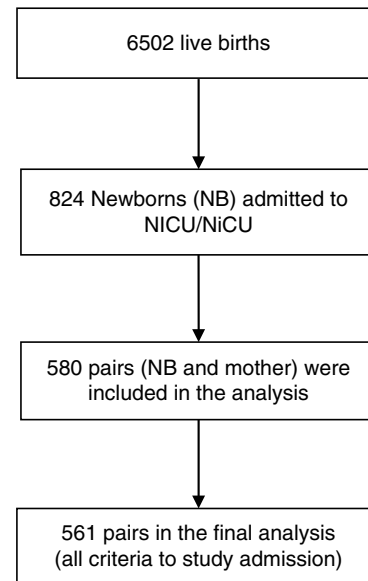 6502 live births
824 Newborns (NB) admitted to
NICU/NiCU
580 pairs (NB and mother) were
included in the analysis
561 pairs in the final analysis
(all criteria to study admission)